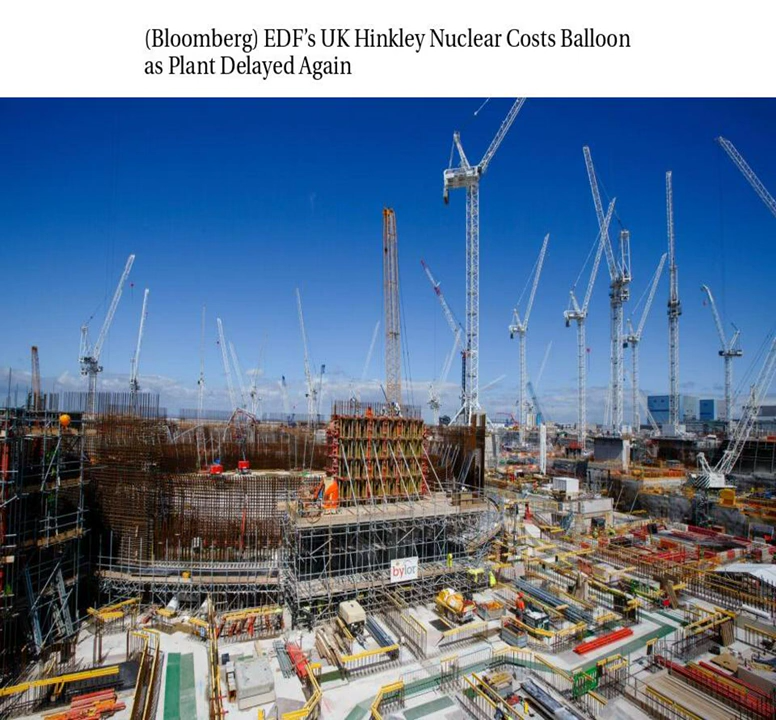 (Bloomberg) EDF’s UK Hinkley Nuclear Costs Balloon
as Plant Delayed Again
bylor